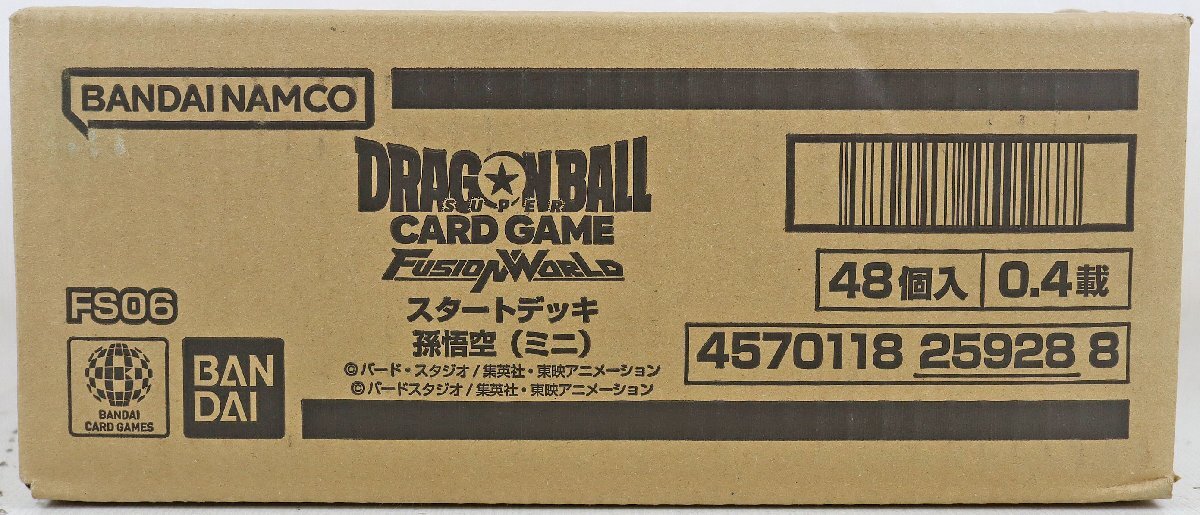 BANDAI NAMCO
DRAGON BALL
SUPER
CARD GAME
FUSION WORLD
スタートデッキ
孫悟空（ミニ）
©バード・スタジオ/集英社・東映アニメーション
©バードスタジオ/集英社・東映アニメーション
FS06
BANDAI
CARD GAMES
BAN
DAI
48個入
0.4載
4570118 25928 8